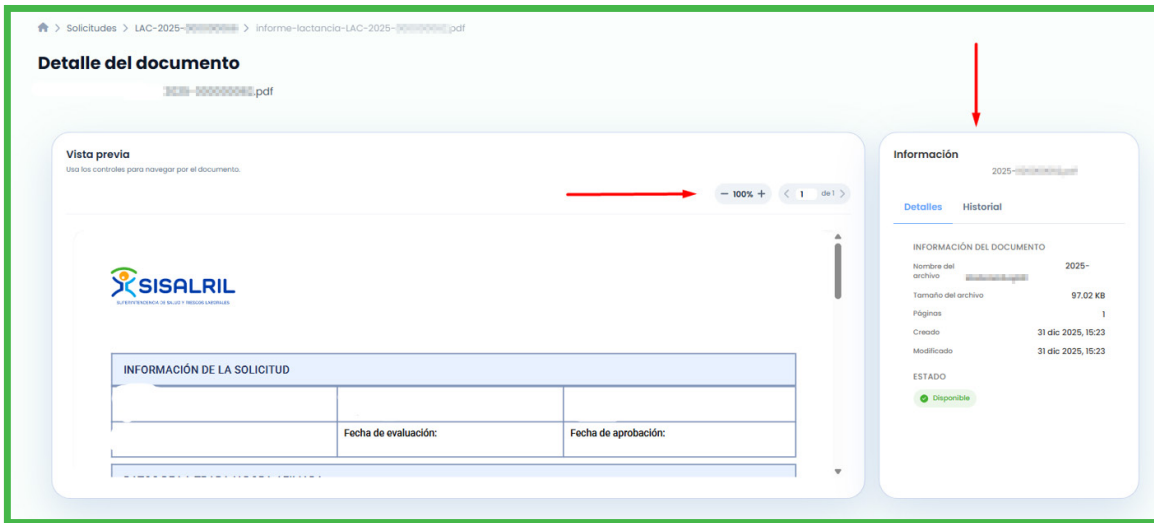 Solicitudes > LAC-2025- > informe-lactancia-LAC-2025- pdf
Detalle del documento
.pdf
Vista previa
Usa los controles para navegar por el documento.
− 100% + < 1 de 1 >
SISALRIL
SUPERINTENDENCIA DE SALUD Y RIESGOS LABORALES
INFORMACIÓN DE LA SOLICITUD
Fecha de evaluación: Fecha de aprobación:
Información
2025-
Detalles Historial
INFORMACIÓN DEL DOCUMENTO
Nombre del archivo 2025-
Tamaño del archivo 97.02 KB
Páginas 1
Creado 31 dic 2025, 15:23
Modificado 31 dic 2025, 15:23
ESTADO
Disponible